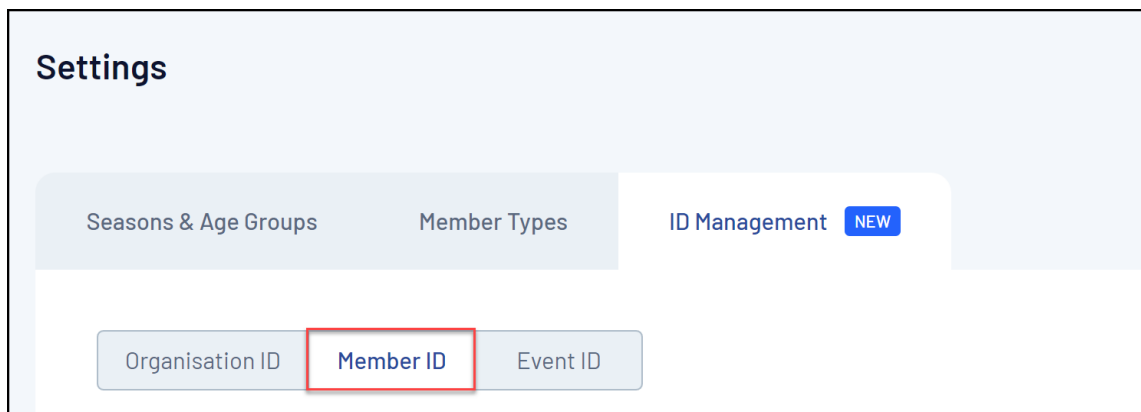 Settings
Seasons & Age Groups Member Types ID Management NEW
Organisation ID Member ID Event ID